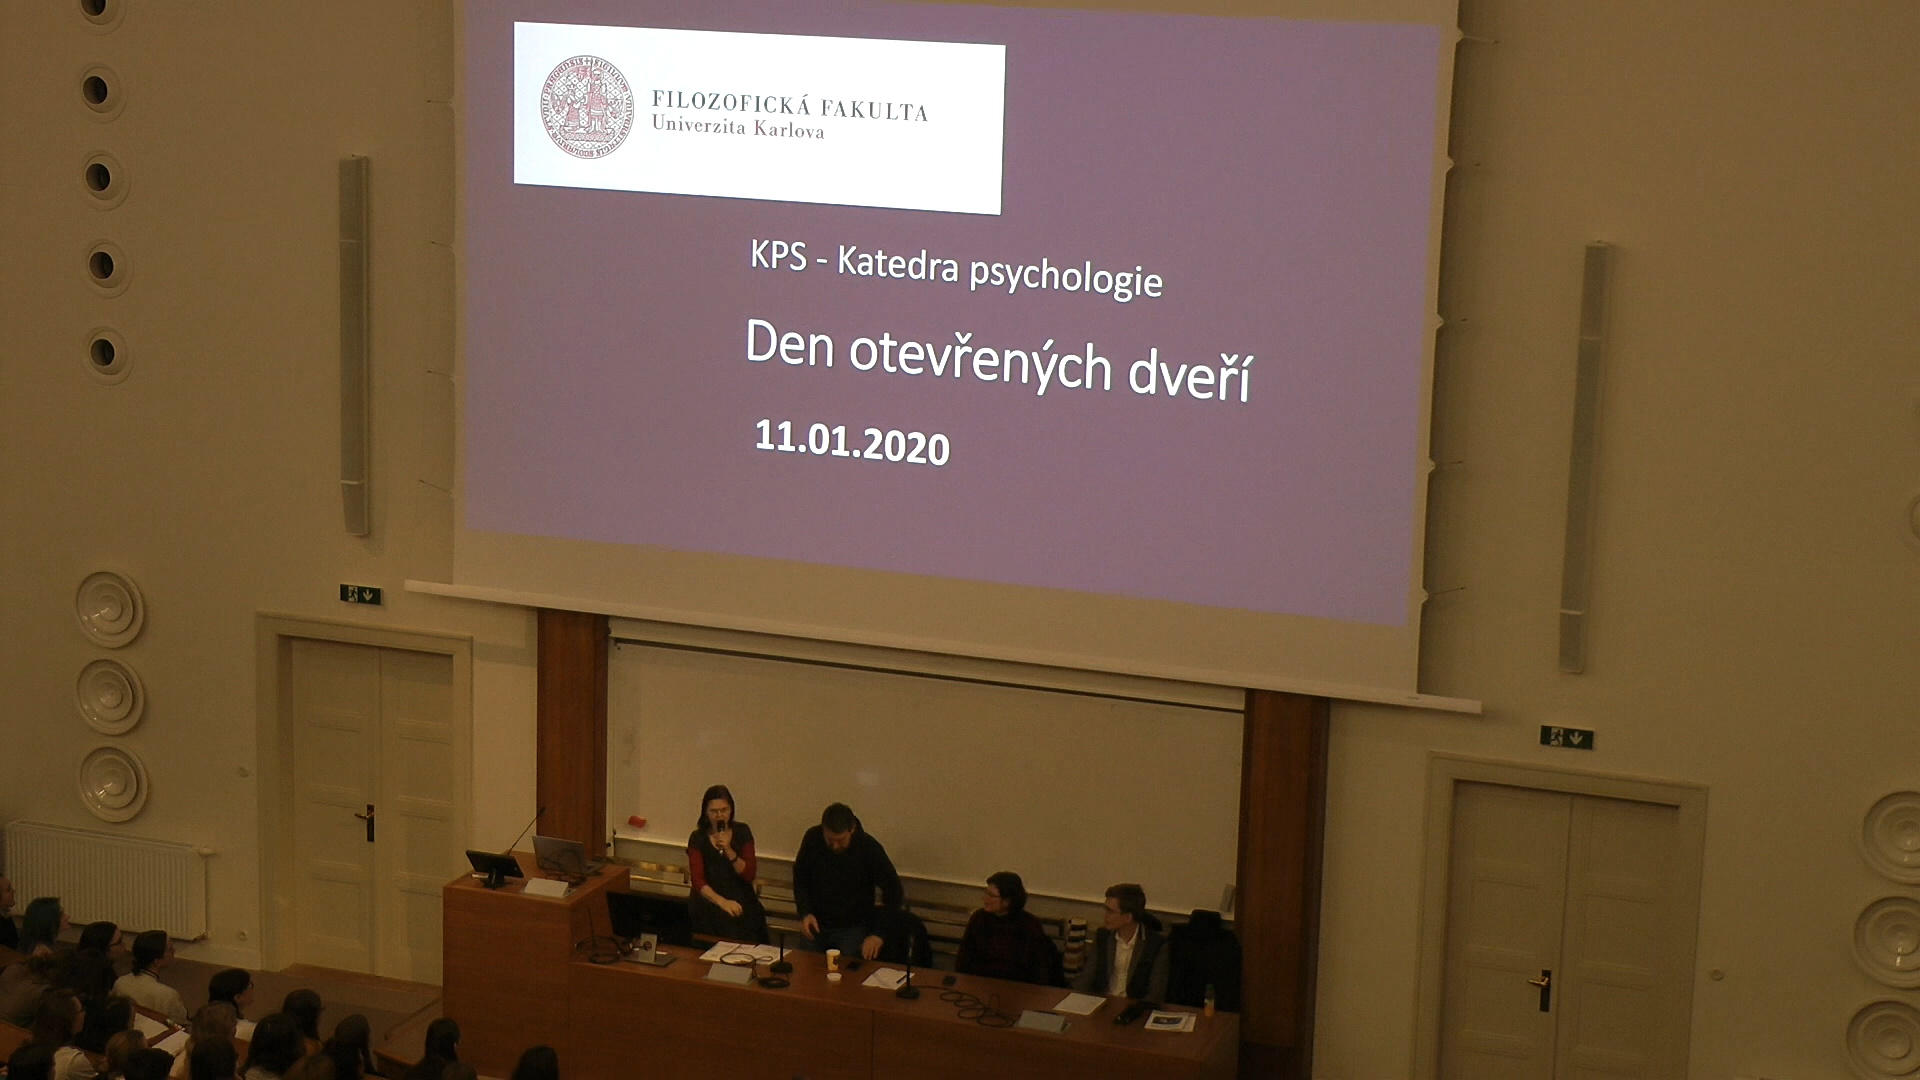 FILOZOFICKÁ FAKULTA
Univerzita Karlova
KPS - Katedra psychologie
Den otevřených dveří
11.01.2020